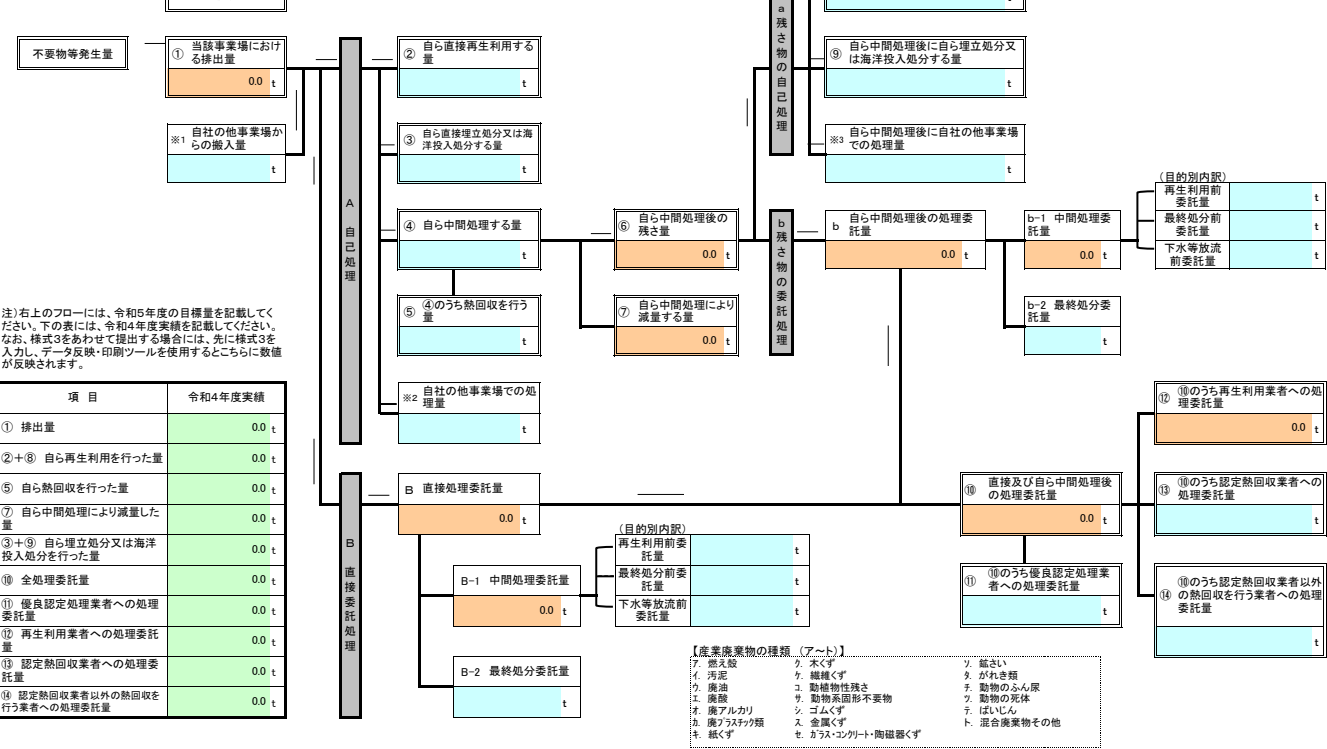 不要物等発生量
① 当該事業場におけ
る排出量
0.0 t
※1 自社の他事業場か
らの搬入量
t
A 自己処理
② 自ら直接再生利用する
量
t
③ 自ら直接埋立処分又は海
洋投入処分する量
t
④ 自ら中間処理する量
t
⑤ ④のうち熱回収を行う
量
t
※2 自社の他事業場での処
理量
t
⑥ 自ら中間処理後の
残さ量
0.0 t
⑦ 自ら中間処理により
減量する量
0.0 t
a 残さ物の自己処理
⑨ 自ら中間処理後に自ら埋立処分又
は海洋投入処分する量
t
※3 自ら中間処理後に自社の他事業場
での処理量
t
b 残さ物の委託処理
b 自ら中間処理後の処理委
託量
0.0 t
b-1 中間処理委
託量
0.0 t
(目的別内訳)
再生利用前
委託量
t
最終処分前
委託量
t
下水等放流
前委託量
t
b-2 最終処分委
託量
t
注)右上のフローには、令和5年度の目標量を記載してく
ださい。下の表には、令和4年度実績を記載してください。
なお、様式3をあわせて提出する場合には、先に様式3を
入力し、データ反映・印刷ツールを使用するとこちらに数値
が反映されます。
項 目 令和4年度実績
① 排出量 0.0 t
②+⑧ 自ら再生利用を行った量 0.0 t
⑤ 自ら熱回収を行った量 0.0 t
⑦ 自ら中間処理により減量した
量 0.0 t
③+⑨ 自ら埋立処分又は海洋
投入処分を行った量 0.0 t
⑩ 全処理委託量 0.0 t
⑪ 優良認定処理業者への処理
委託量 0.0 t
⑫ 再生利用業者への処理委託
量 0.0 t
⑬ 認定熱回収業者への処理委
託量 0.0 t
⑭ 認定熱回収業者以外の熱回収を
行う業者への処理委託量 0.0 t
B 直接委託処理
B 直接処理委託量
0.0 t
B-1 中間処理委託量
0.0 t
B-2 最終処分委託量
t
(目的別内訳)
再生利用前委
託量
t
最終処分前委
託量
t
下水等放流前
委託量
t
⑩ 直接及び自ら中間処理後
の処理委託量
0.0 t
⑪ ⑩のうち優良認定処理業
者への処理委託量
t
⑫ ⑩のうち再生利用業者への処
理委託量
0.0 t
⑬ ⑩のうち認定熱回収業者への
処理委託量
t
⑭ ⑩のうち認定熱回収業者以外
の熱回収を行う業者への処理
委託量
t
【産業廃棄物の種類 (ア～ト)】
ア. 燃え殻 ク. 木くず ソ. 鉱さい
イ. 汚泥 ケ. 繊維くず タ. がれき類
ウ. 廃油 コ. 動植物性残さ チ. 動物のふん尿
エ. 廃酸 サ. 動物系固形不要物 ツ. 動物の死体
オ. 廃アルカリ シ. ゴムくず テ. ばいじん
カ. 廃プラスチック類 ス. 金属くず ト. 混合廃棄物その他
キ. 紙くず セ. ガラス・コンクリート・陶磁器くず